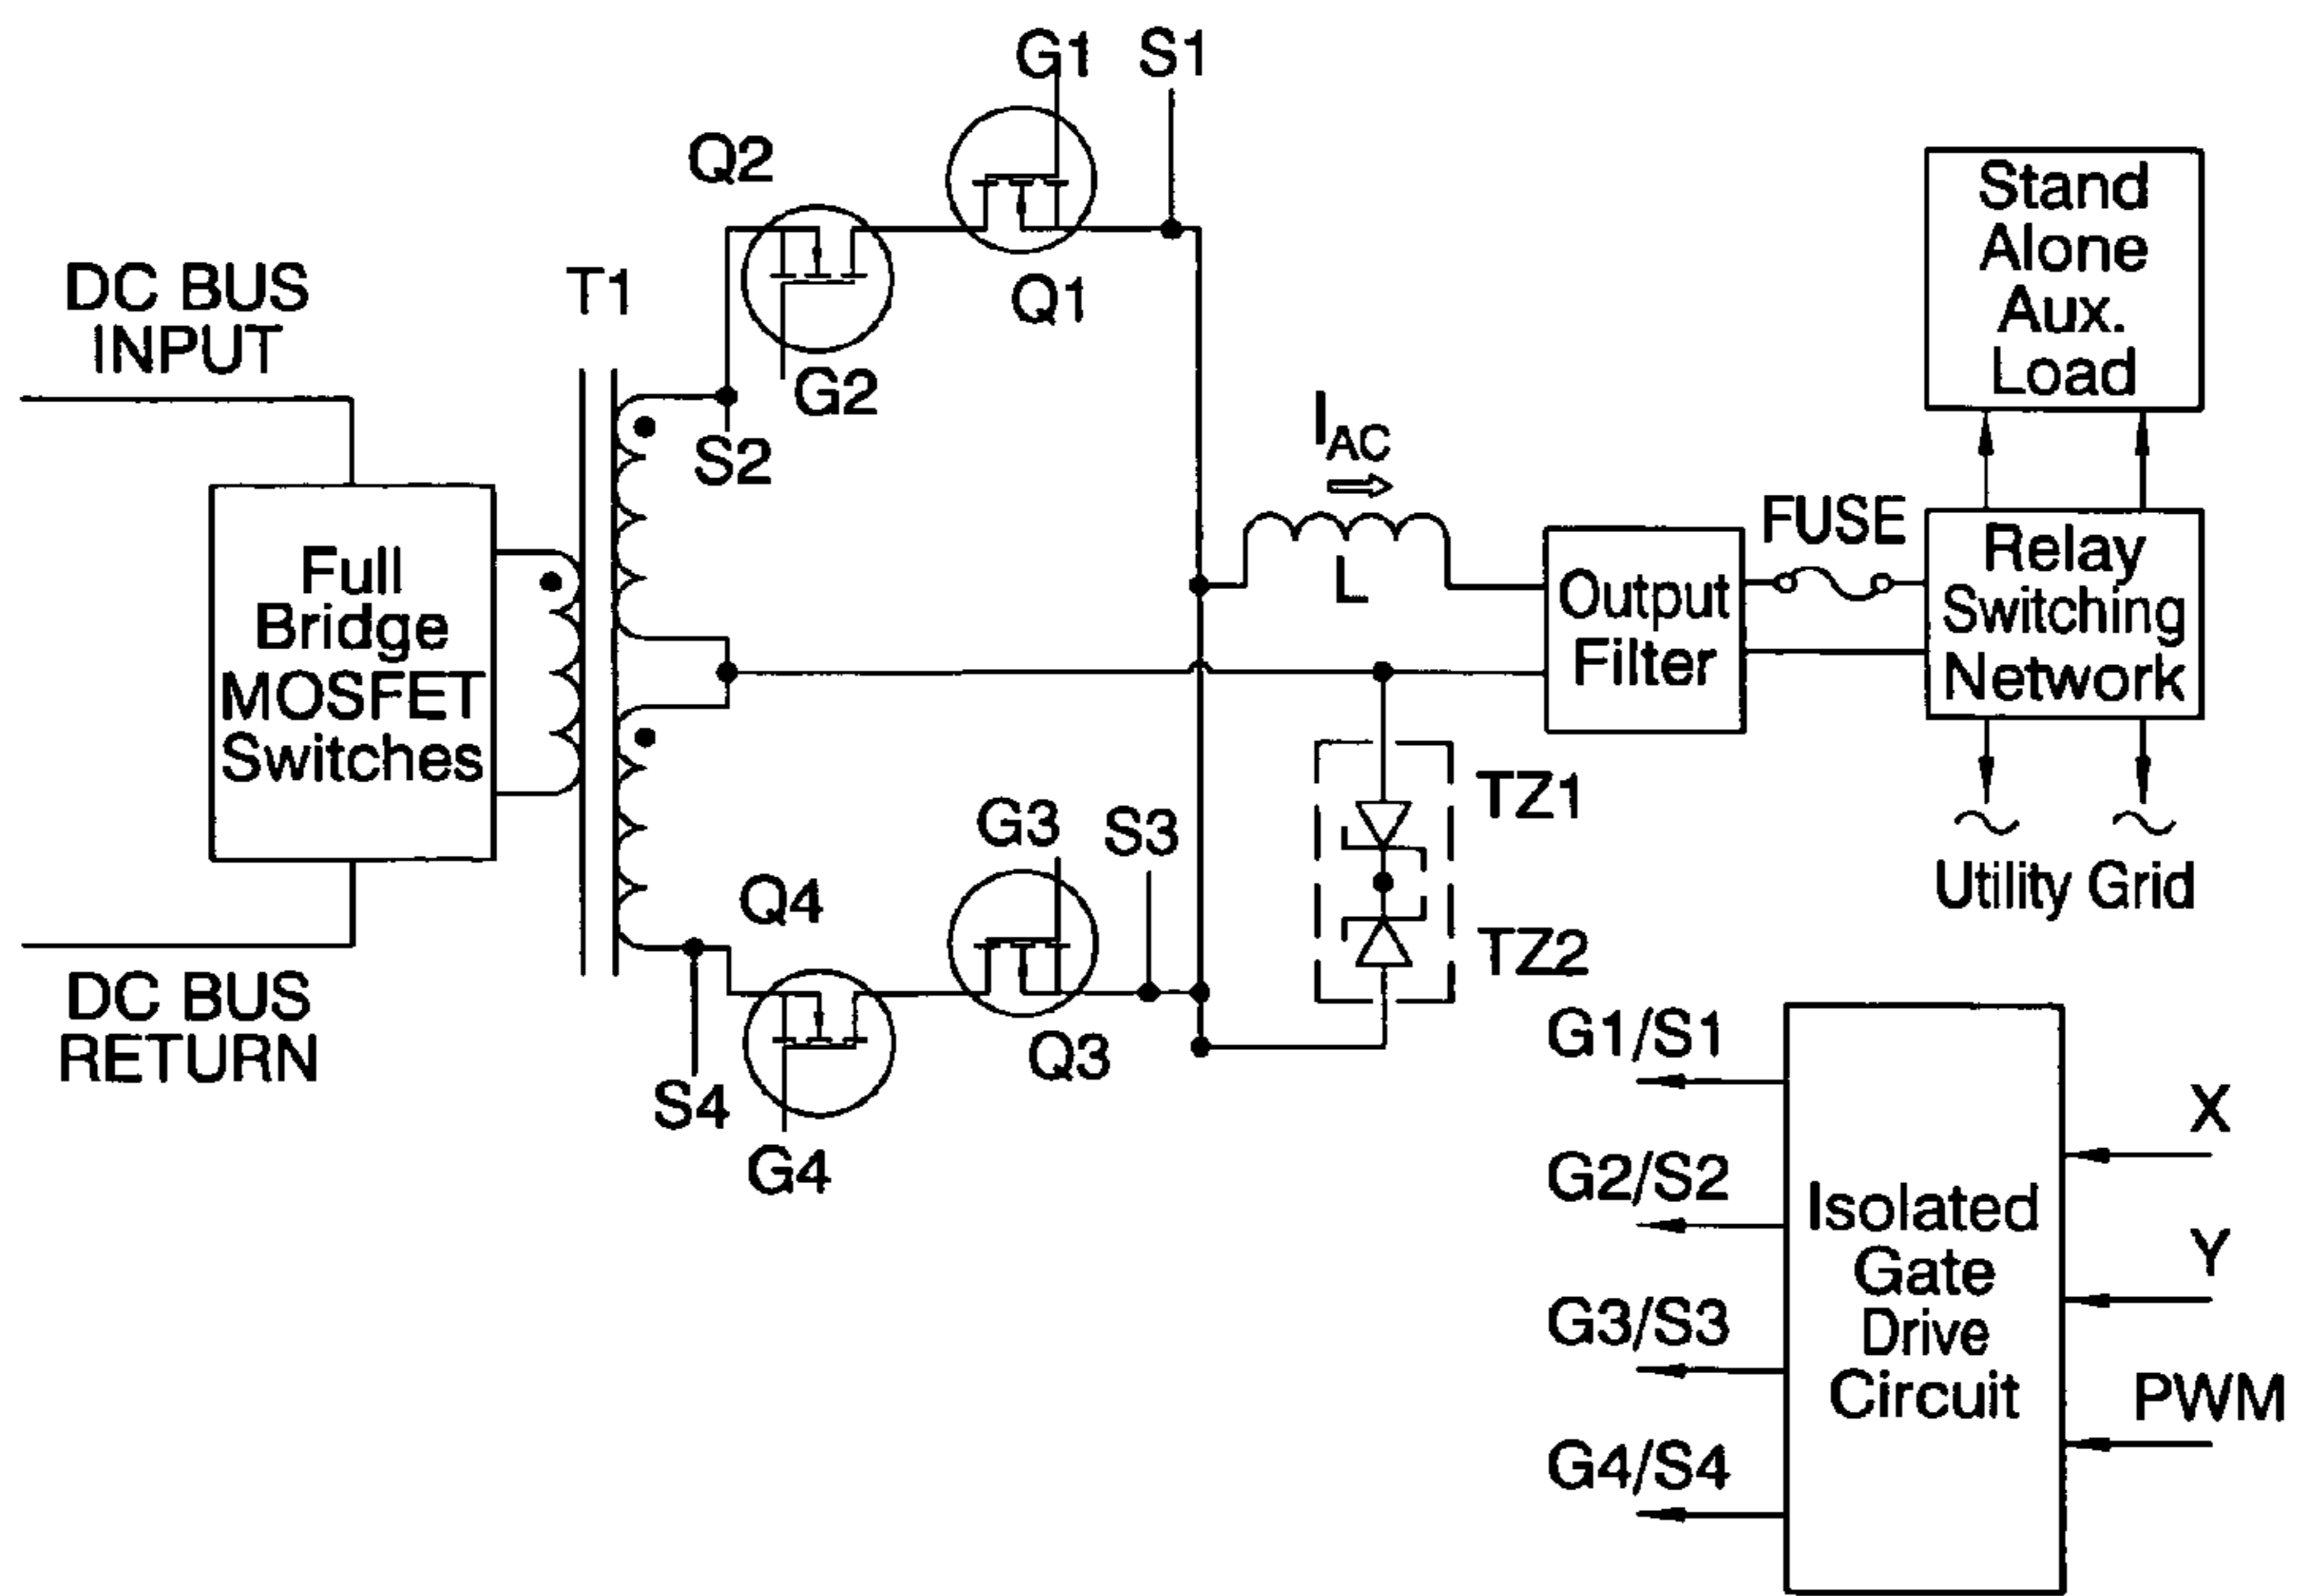 G1
S1
Q2
Q1
G2
S2
DC BUS
INPUT
T1
Full
Bridge
MOSFET
Switches
DC BUS
RETURN
I AC
L
Output
Filter
FUSE
Stand
Alone
Aux.
Load
Relay
Switching
Network
Utility Grid
TZ1
TZ2
G3
S3
Q4
Q3
S4
G4
G1/S1
G2/S2
G3/S3
G4/S4
Isolated
Gate
Drive
Circuit
X
Y
PWM